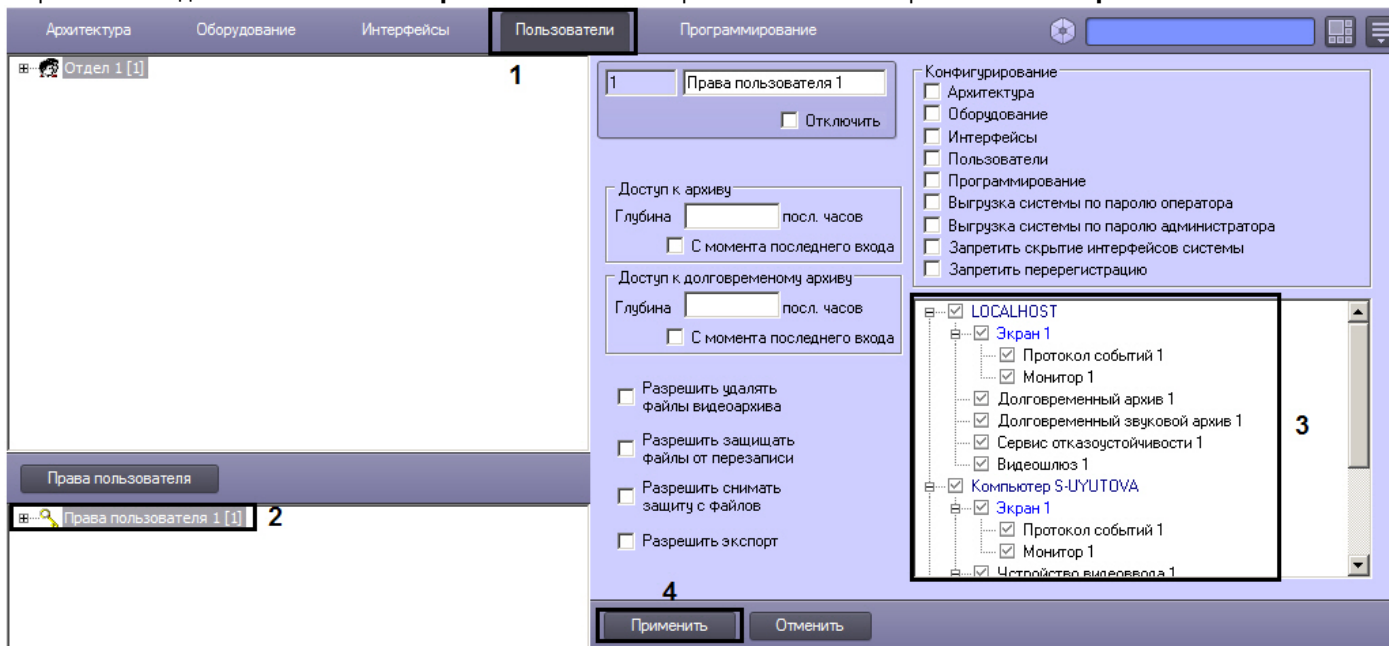 Архитектура Оборудование Интерфейсы Пользователи Программирование
Отдел 1 [1]
1
1 Права пользователя 1
Отключить
Доступ к архиву
Глубина посл. часов
С момента последнего входа
Доступ к долговременому архиву
Глубина посл. часов
С момента последнего входа
Разрешить удалять
файлы видеоархива
Разрешить защищать
файлы от перезаписи
Разрешить снимать
защиту с файлов
Разрешить экспорт
Конфигурирование
Архитектура
Оборудование
Интерфейсы
Пользователи
Программирование
Выгрузка системы по паролю оператора
Выгрузка системы по паролю администратора
Запретить скрытие интерфейсов системы
Запретить перерегистрацию
LOCALHOST
Экран 1
Протокол событий 1
Монитор 1
Долговременный архив 1
Долговременный звуковой архив 1
Сервис отказоустойчивости 1
Видеошлюз 1
Компьютер S-UYUTOVA
Экран 1
Протокол событий 1
Монитор 1
Устройство видеоввода 1
3
Права пользователя
Права пользователя 1 [1]
2
4
Применить Отменить